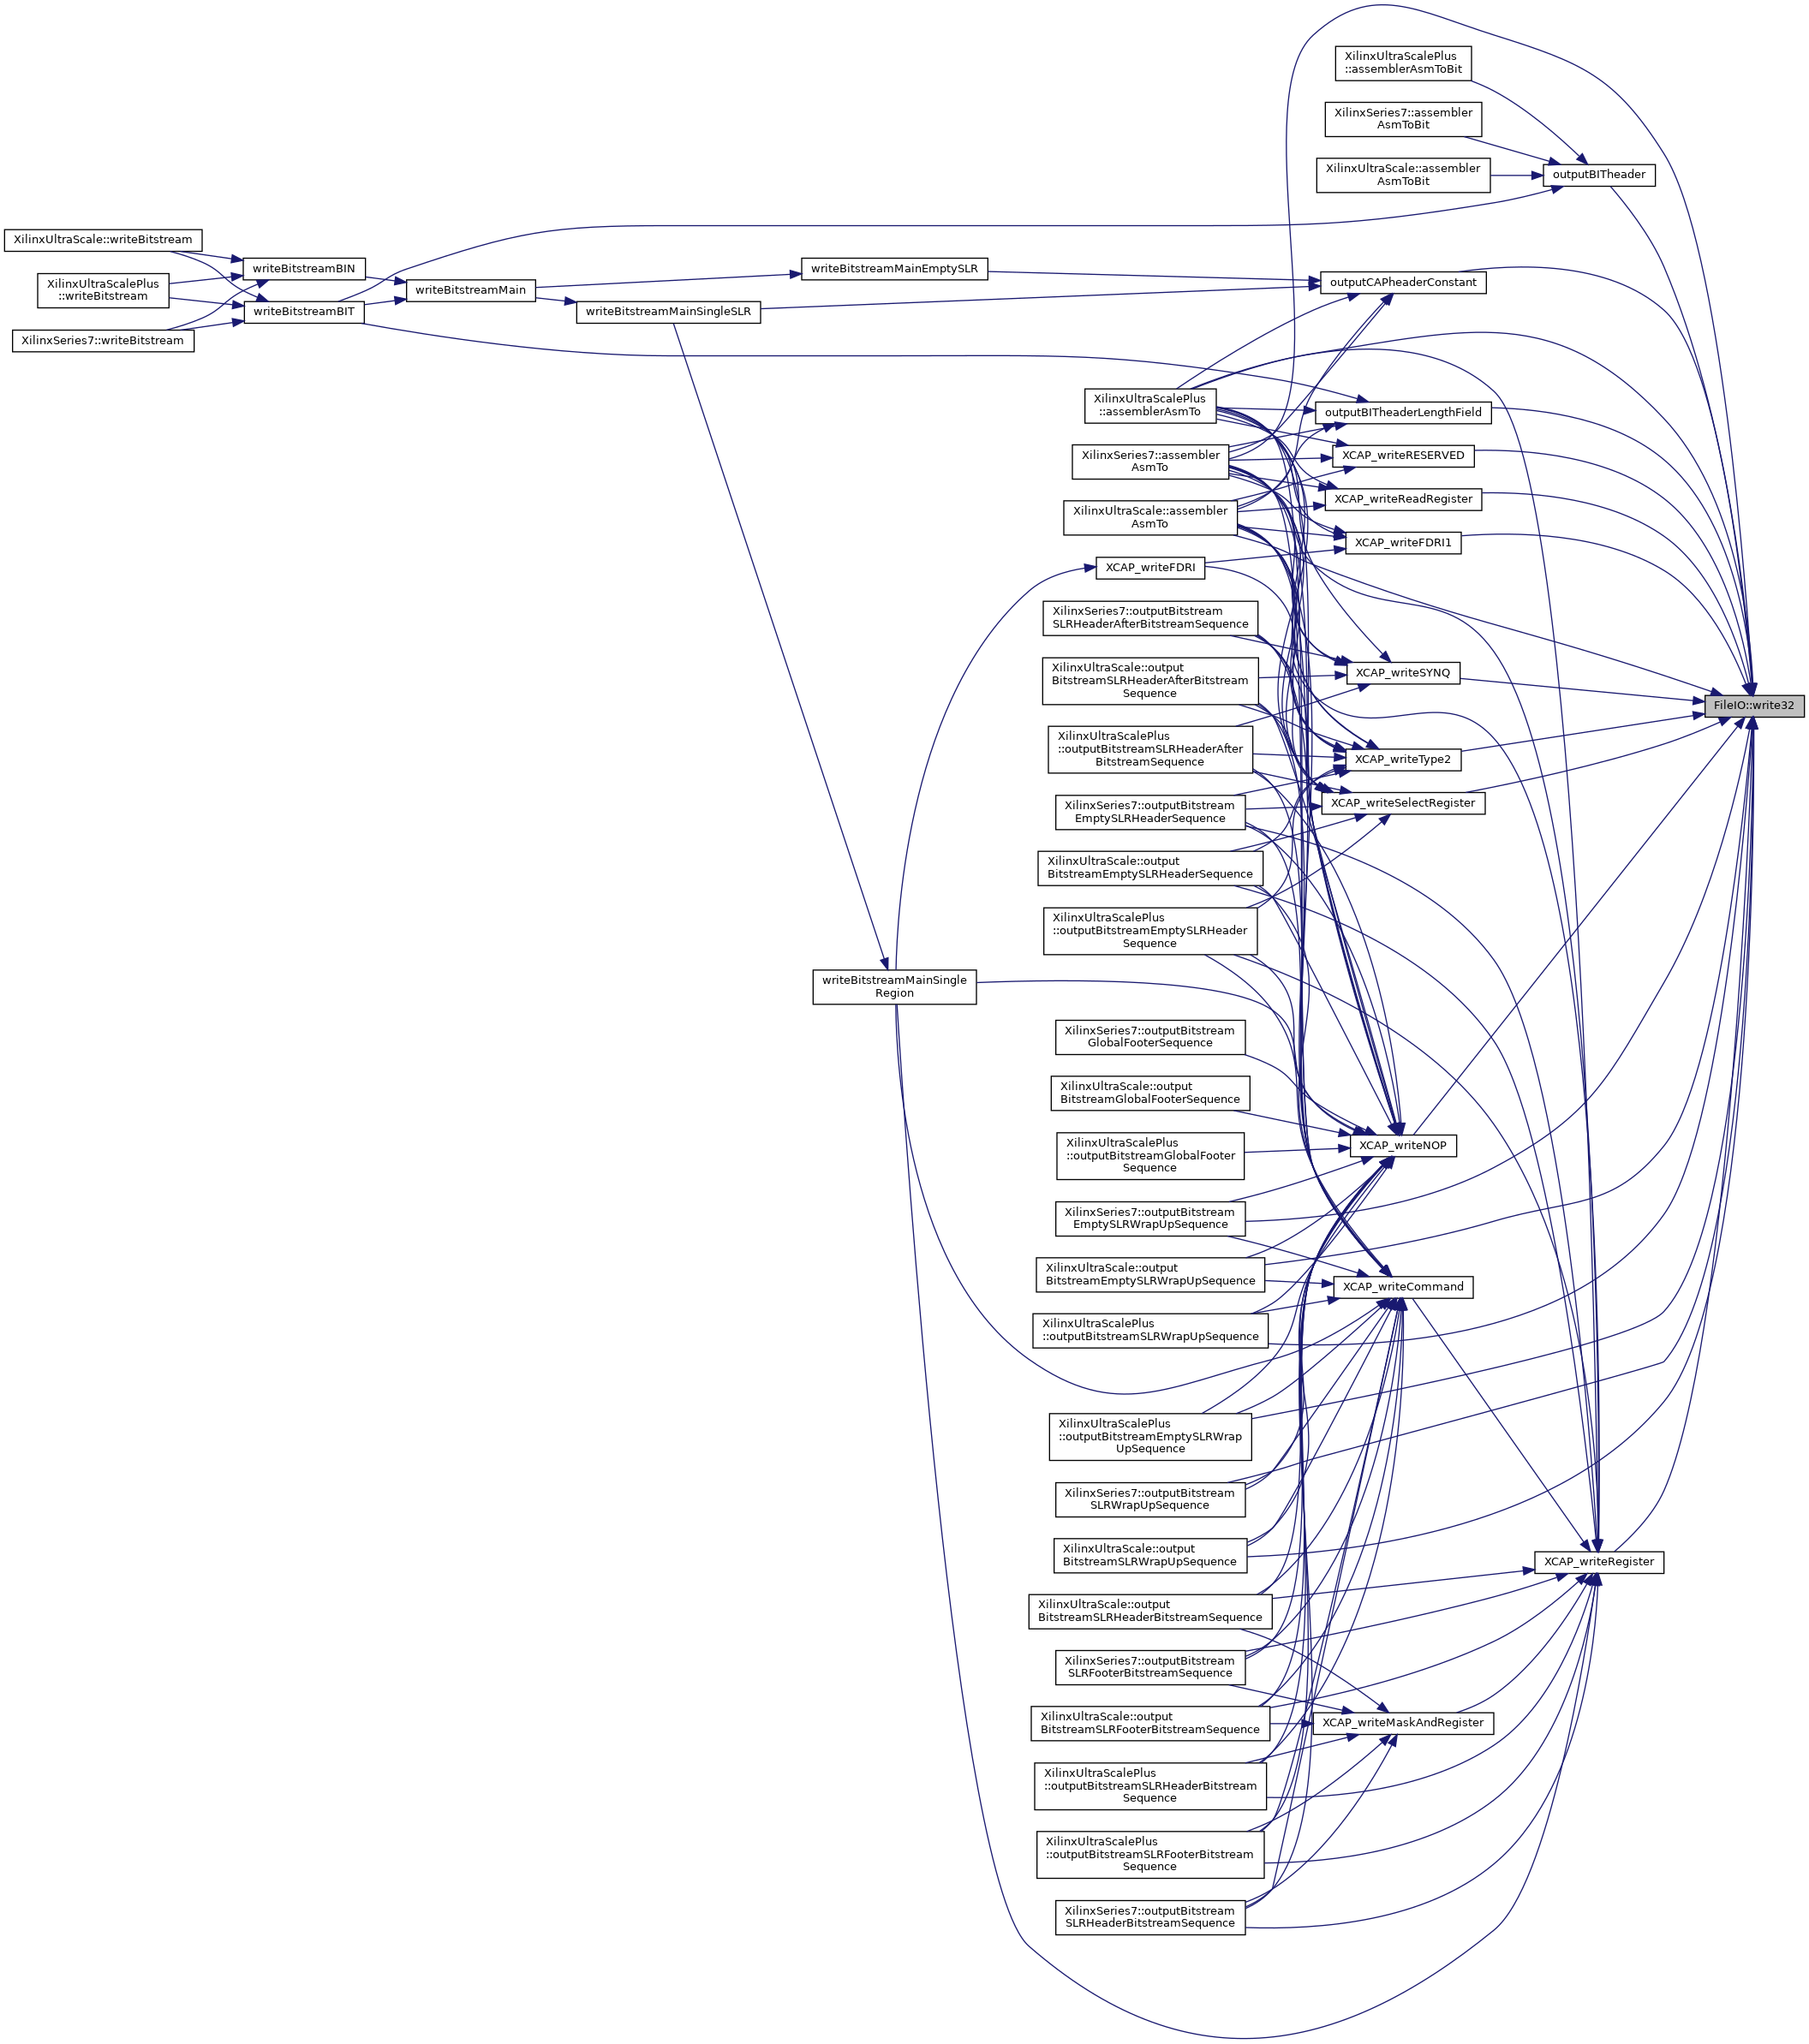 XilinxUltraScalePlus
::assemblerAsmToBit
XilinxSeries7::assembler
AsmToBit
XilinxUltraScale::assembler
AsmToBit
outputBITheader
XilinxUltraScale::writeBitstream
XilinxUltraScalePlus
::writeBitstream
XilinxSeries7::writeBitstream
writeBitstreamBIN
writeBitstreamBIT
writeBitstreamMain
writeBitstreamMainEmptySLR
writeBitstreamMainSingleSLR
outputCAPheaderConstant
XilinxUltraScalePlus
::assemblerAsmTo
outputBITheaderLengthField
XilinxSeries7::assembler
AsmTo
XCAP_writeRESERVED
XilinxUltraScale::assembler
AsmTo
XCAP_writeReadRegister
XCAP_writeFDRI1
XCAP_writeFDRI
XilinxSeries7::outputBitstream
SLRHeaderAfterBitstreamSequence
XilinxUltraScale::output
BitstreamSLRHeaderAfterBitstream
Sequence
XCAP_writeSYNQ
FileIO::write32
XilinxUltraScalePlus
::outputBitstreamSLRHeaderAfter
BitstreamSequence
XCAP_writeType2
XilinxSeries7::outputBitstream
EmptySLRHeaderSequence
XCAP_writeSelectRegister
XilinxUltraScale::output
BitstreamEmptySLRHeaderSequence
XilinxUltraScalePlus
::outputBitstreamEmptySLRHeader
Sequence
writeBitstreamMainSingle
Region
XilinxSeries7::outputBitstream
GlobalFooterSequence
XilinxUltraScale::output
BitstreamGlobalFooterSequence
XilinxUltraScalePlus
::outputBitstreamGlobalFooter
Sequence
XCAP_writeNOP
XilinxSeries7::outputBitstream
EmptySLRWrapUpSequence
XilinxUltraScale::output
BitstreamEmptySLRWrapUpSequence
XCAP_writeCommand
XilinxUltraScalePlus
::outputBitstreamSLRWrapUpSequence
XilinxUltraScalePlus
::outputBitstreamEmptySLRWrap
UpSequence
XilinxSeries7::outputBitstream
SLRWrapUpSequence
XilinxUltraScale::output
BitstreamSLRWrapUpSequence
XCAP_writeRegister
XilinxUltraScale::output
BitstreamSLRHeaderBitstreamSequence
XilinxSeries7::outputBitstream
SLRFooterBitstreamSequence
XilinxUltraScale::output
BitstreamSLRFooterBitstreamSequence
XCAP_writeMaskAndRegister
XilinxUltraScalePlus
::outputBitstreamSLRHeaderBitstream
Sequence
XilinxUltraScalePlus
::outputBitstreamSLRFooterBitstream
Sequence
XilinxSeries7::outputBitstream
SLRHeaderBitstreamSequence